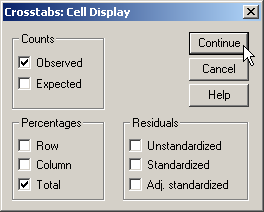 Crosstabs: Cell Display
Counts
Observed
Expected
Continue
Cancel
Help
Percentages
Row
Column
Total
Residuals
Unstandardized
Standardized
Adj. standardized